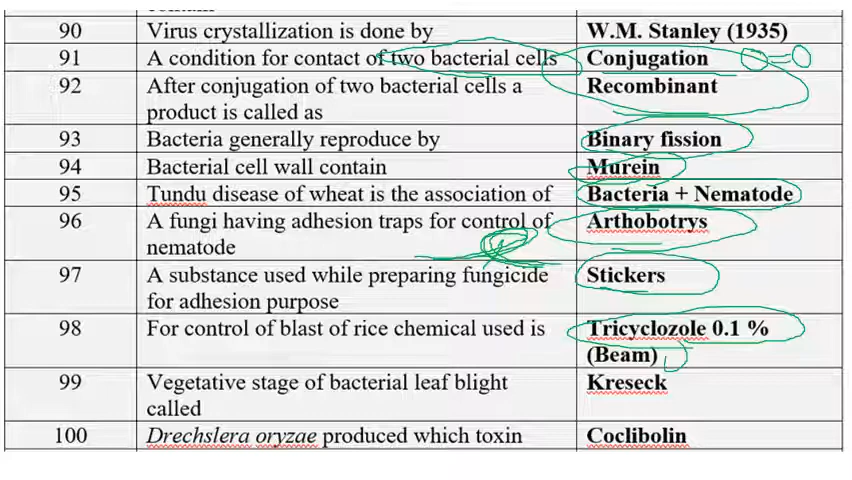 90 Virus crystallization is done by W.M. Stanley (1935)
91 A condition for contact of two bacterial cells Conjugation
92 After conjugation of two bacterial cells a Recombinant
product is called as
93 Bacteria generally reproduce by Binary fission
94 Bacterial cell wall contain Murein
95 Tundu disease of wheat is the association of Bacteria + Nematode
96 A fungi having adhesion traps for control of Arthobotrys
nematode
97 A substance used while preparing fungicide Stickers
for adhesion purpose
98 For control of blast of rice chemical used is Tricyclozole 0.1 %
(Beam)
99 Vegetative stage of bacterial leaf blight Kreseck
called
100 Drechslera oryzae produced which toxin Coclibolin